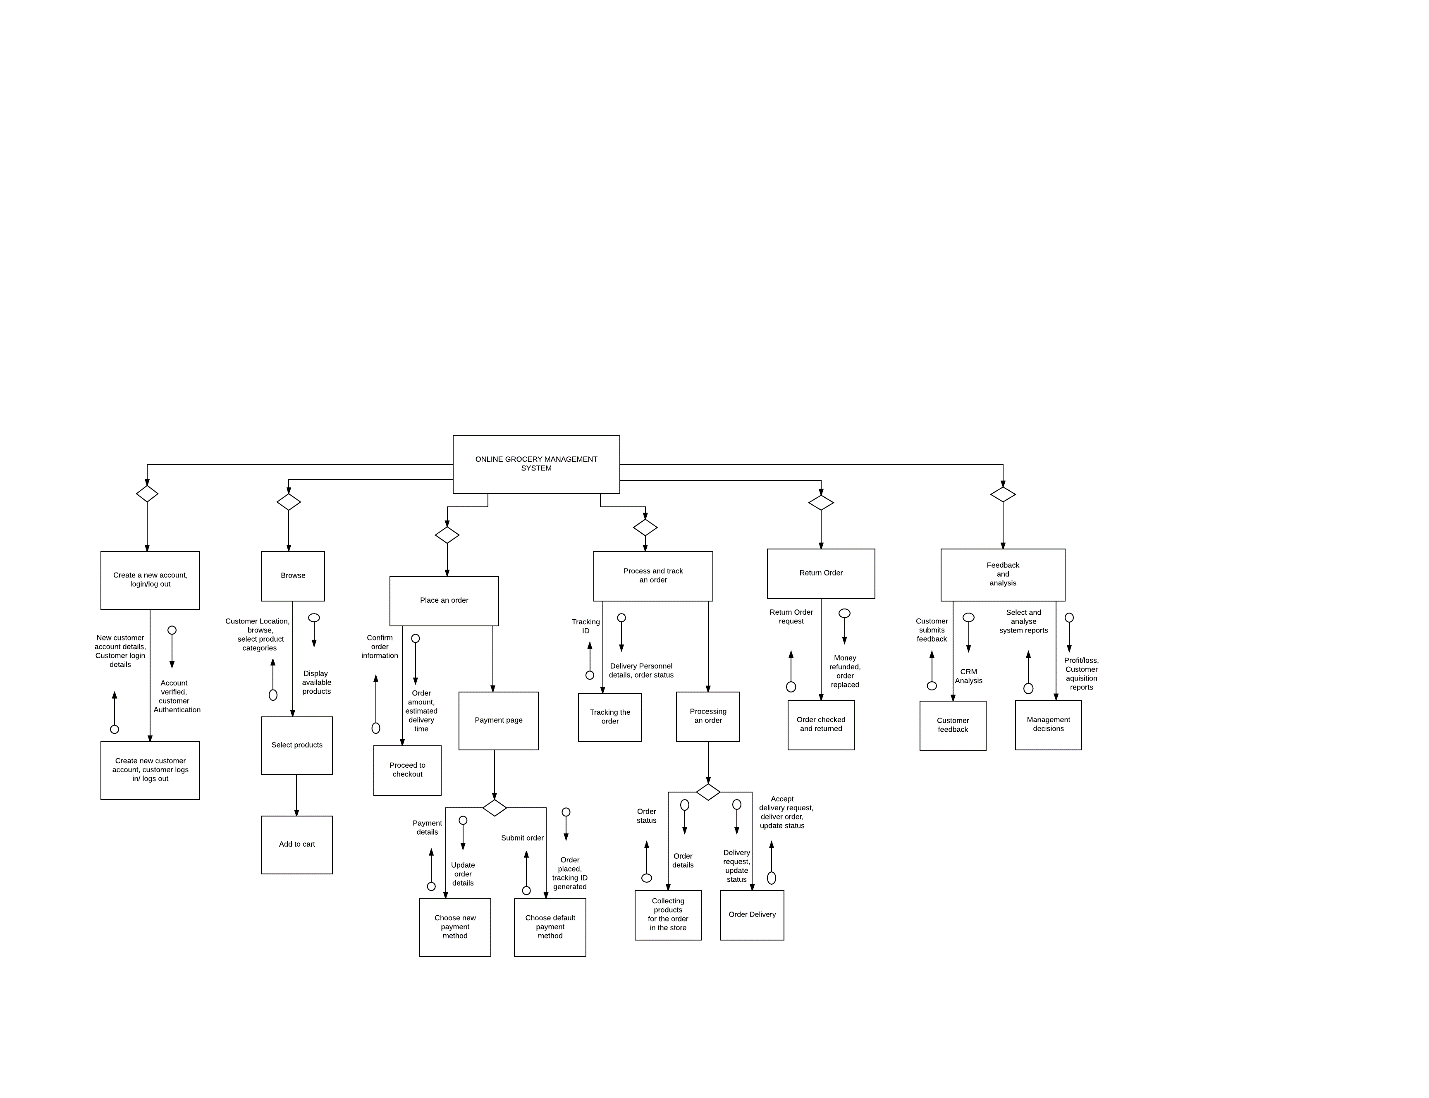 ONLINE GROCERY MANAGEMENT
SYSTEM
Create a new account,
login/log out
Browse
Place an order
Process and track
an order
Return Order
Feedback
and
analysis
New customer
account details,
Customer login
details
Account
verified,
customer
Authentication
Customer Location,
browse,
select product
categories
Display
available
products
Confirm
order
information
Order
amount,
estimated
delivery
time
Tracking
ID
Delivery Personnel
details, order status
Return Order
request
Money
refunded,
order
replaced
Customer
submits
feedback
CRM
Analysis
Select and
analyse
system reports
Profit/loss,
Customer
aquisition
reports
Create new customer
account, customer logs
in/ logs out
Select products
Proceed to
checkout
Payment page
Tracking the
order
Processing
an order
Order checked
and returned
Customer
feedback
Management
decisions
Add to cart
Payment
details
Update
order
details
Submit order
Order
placed,
tracking ID
generated
Order
status
Order
details
Delivery
request,
update
status
Accept
delivery request,
deliver order,
update status
Choose new
payment
method
Choose default
payment
method
Collecting
products
for the order
in the store
Order Delivery